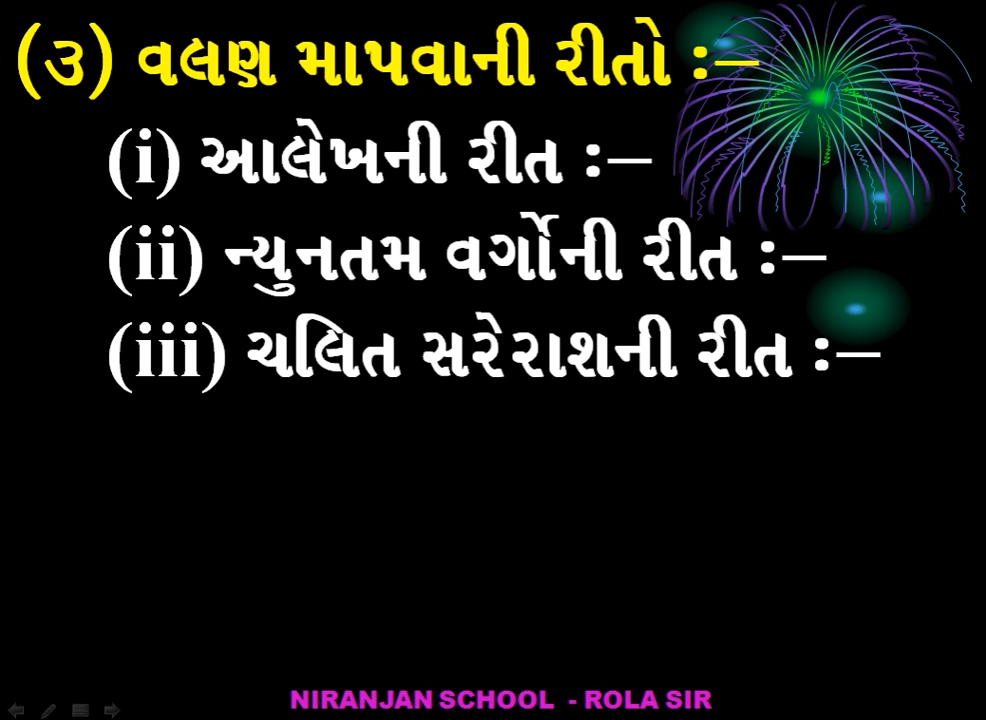 (૩) વલણ માપવાની રીતો :–
(i) આલેખની રીત :–
(ii) ન્યુનતમ વર્ગોની રીત :–
(iii) ચલિત સરેરાશની રીત :–
NIRANJAN SCHOOL - ROLA SIR